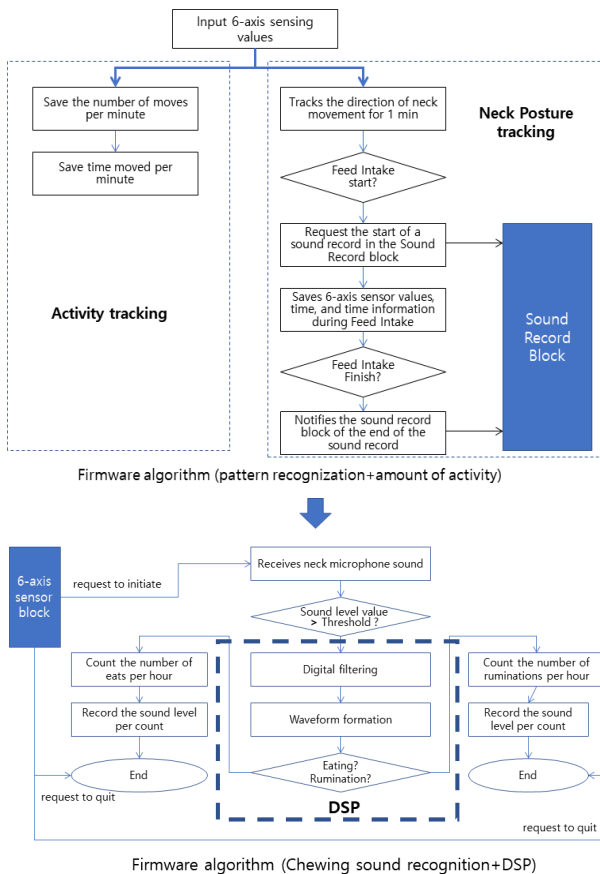 Input 6-axis sensing
values
Save the number of moves
per minute
Save time moved per
minute
Activity tracking
Tracks the direction of neck
movement for 1 min
Neck Posture
tracking
Feed Intake
start?
Request the start of a
sound record in the Sound
Record block
Saves 6-axis sensor values,
time, and time information
during Feed Intake
Feed Intake
Finish?
Notifies the sound record
block of the end of the
sound record
Sound
Record
Block
Firmware algorithm (pattern recognization+amount of activity)
6-axis
sensor
block
request to initiate
Receives neck microphone sound
Sound level value
> Threshold ?
Count the number of
eats per hour
Record the sound level
per count
End
request to quit
Digital filtering
Waveform formation
Eating?
Rumination?
DSP
Count the number of
ruminations per hour
Record the sound
level per count
End
request to quit
Firmware algorithm (Chewing sound recognition+DSP)